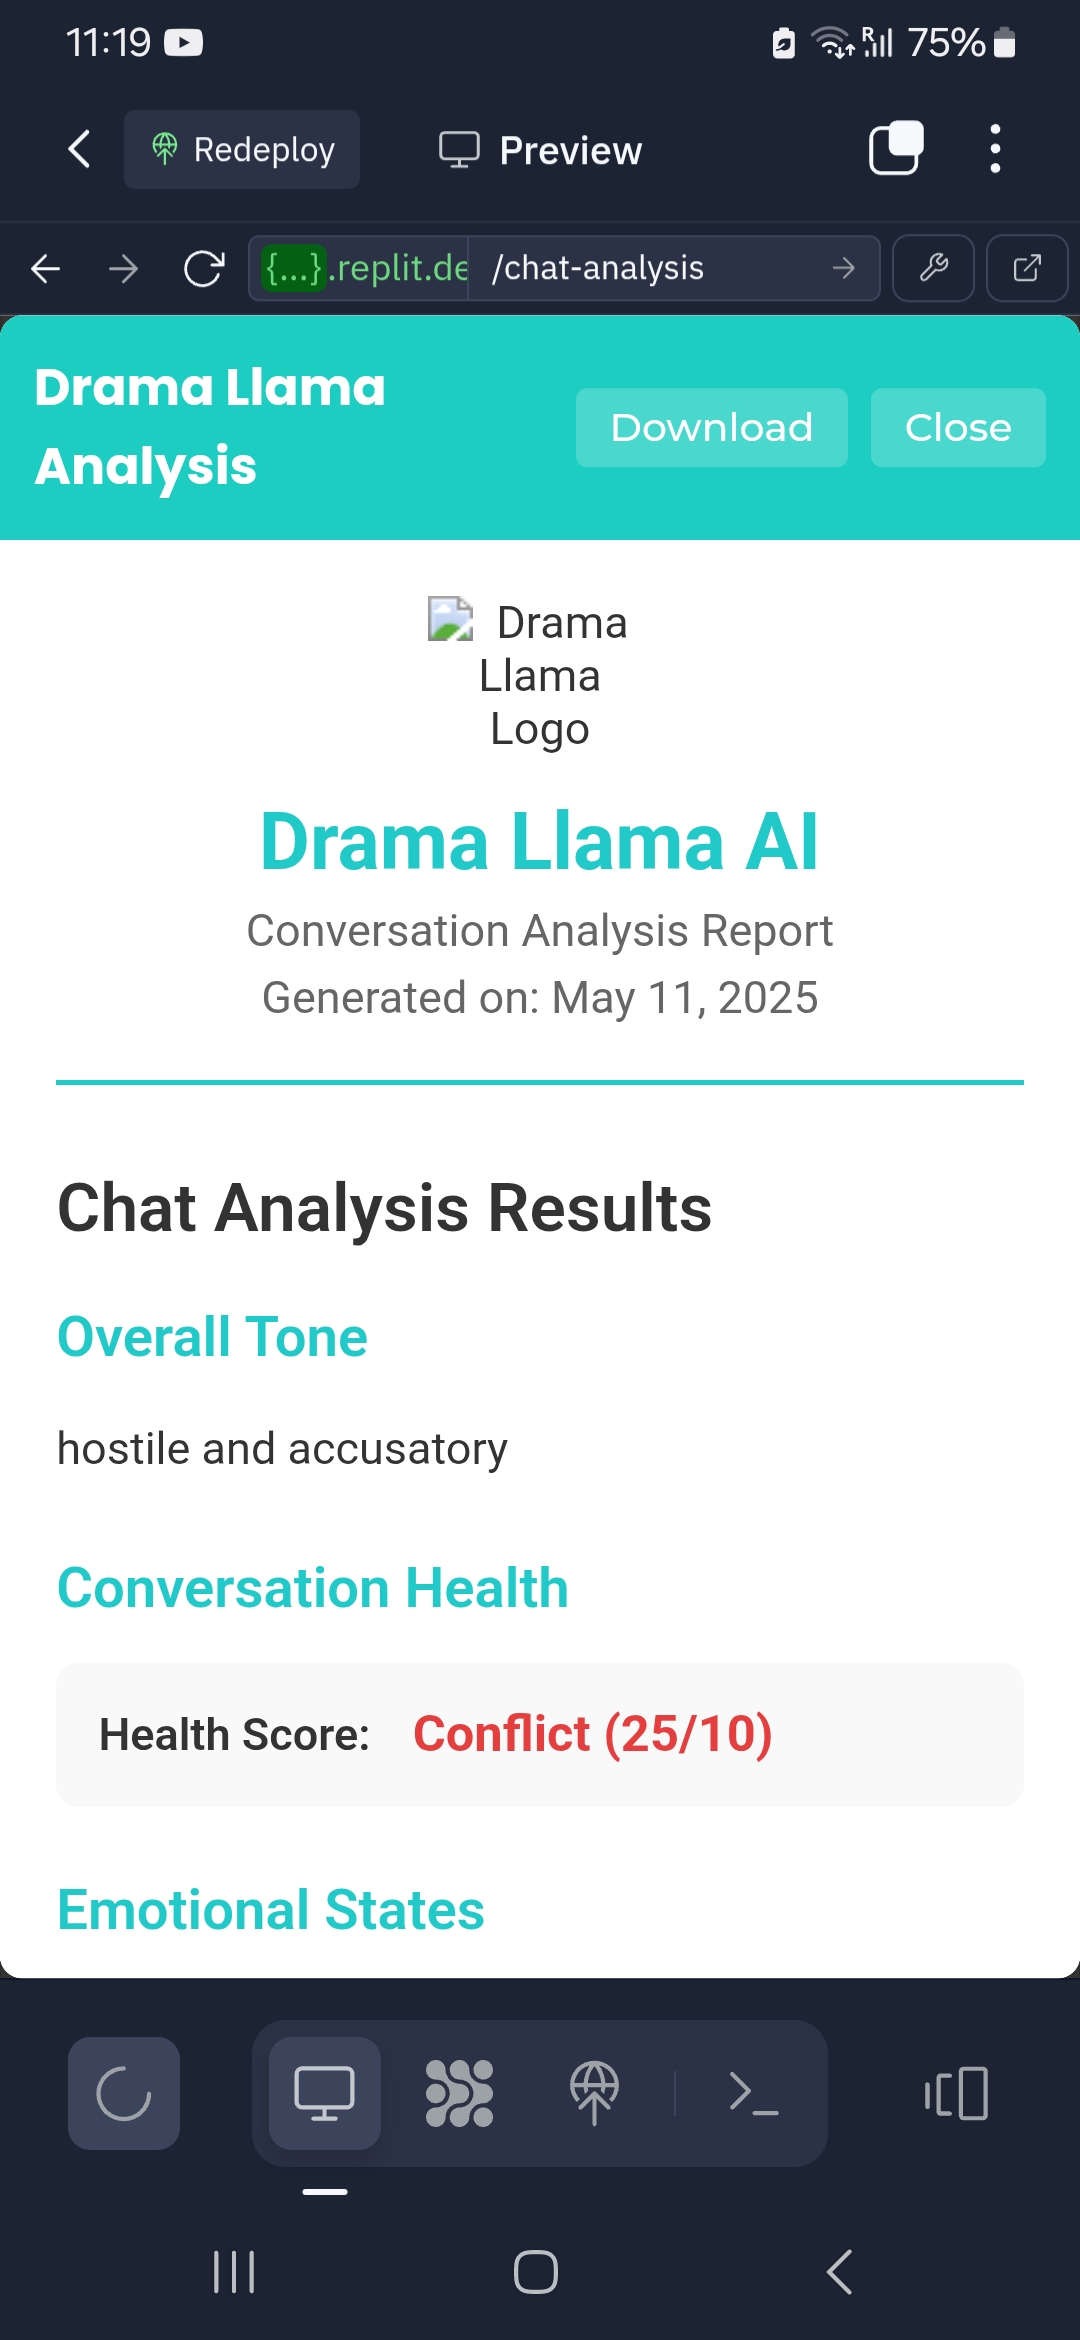 11:19
R 75%
Redeploy
Preview
{...}.replit.de /chat-analysis
Drama Llama
Analysis
Download
Close
Drama
Llama
Logo
Drama Llama AI
Conversation Analysis Report
Generated on: May 11, 2025
Chat Analysis Results
Overall Tone
hostile and accusatory
Conversation Health
Health Score: Conflict (25/10)
Emotional States